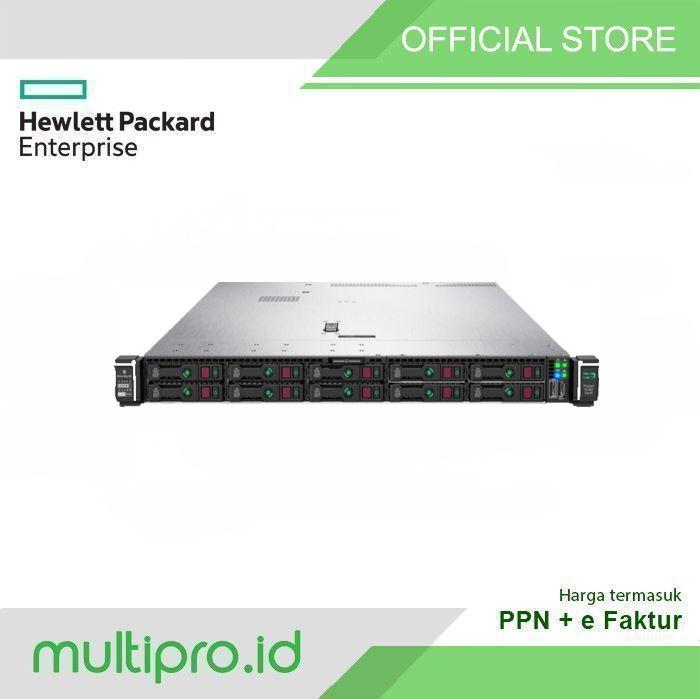 OFFICIAL STORE
Hewlett Packard
Enterprise
Harga termasuk
PPN + e Faktur
multipro.id